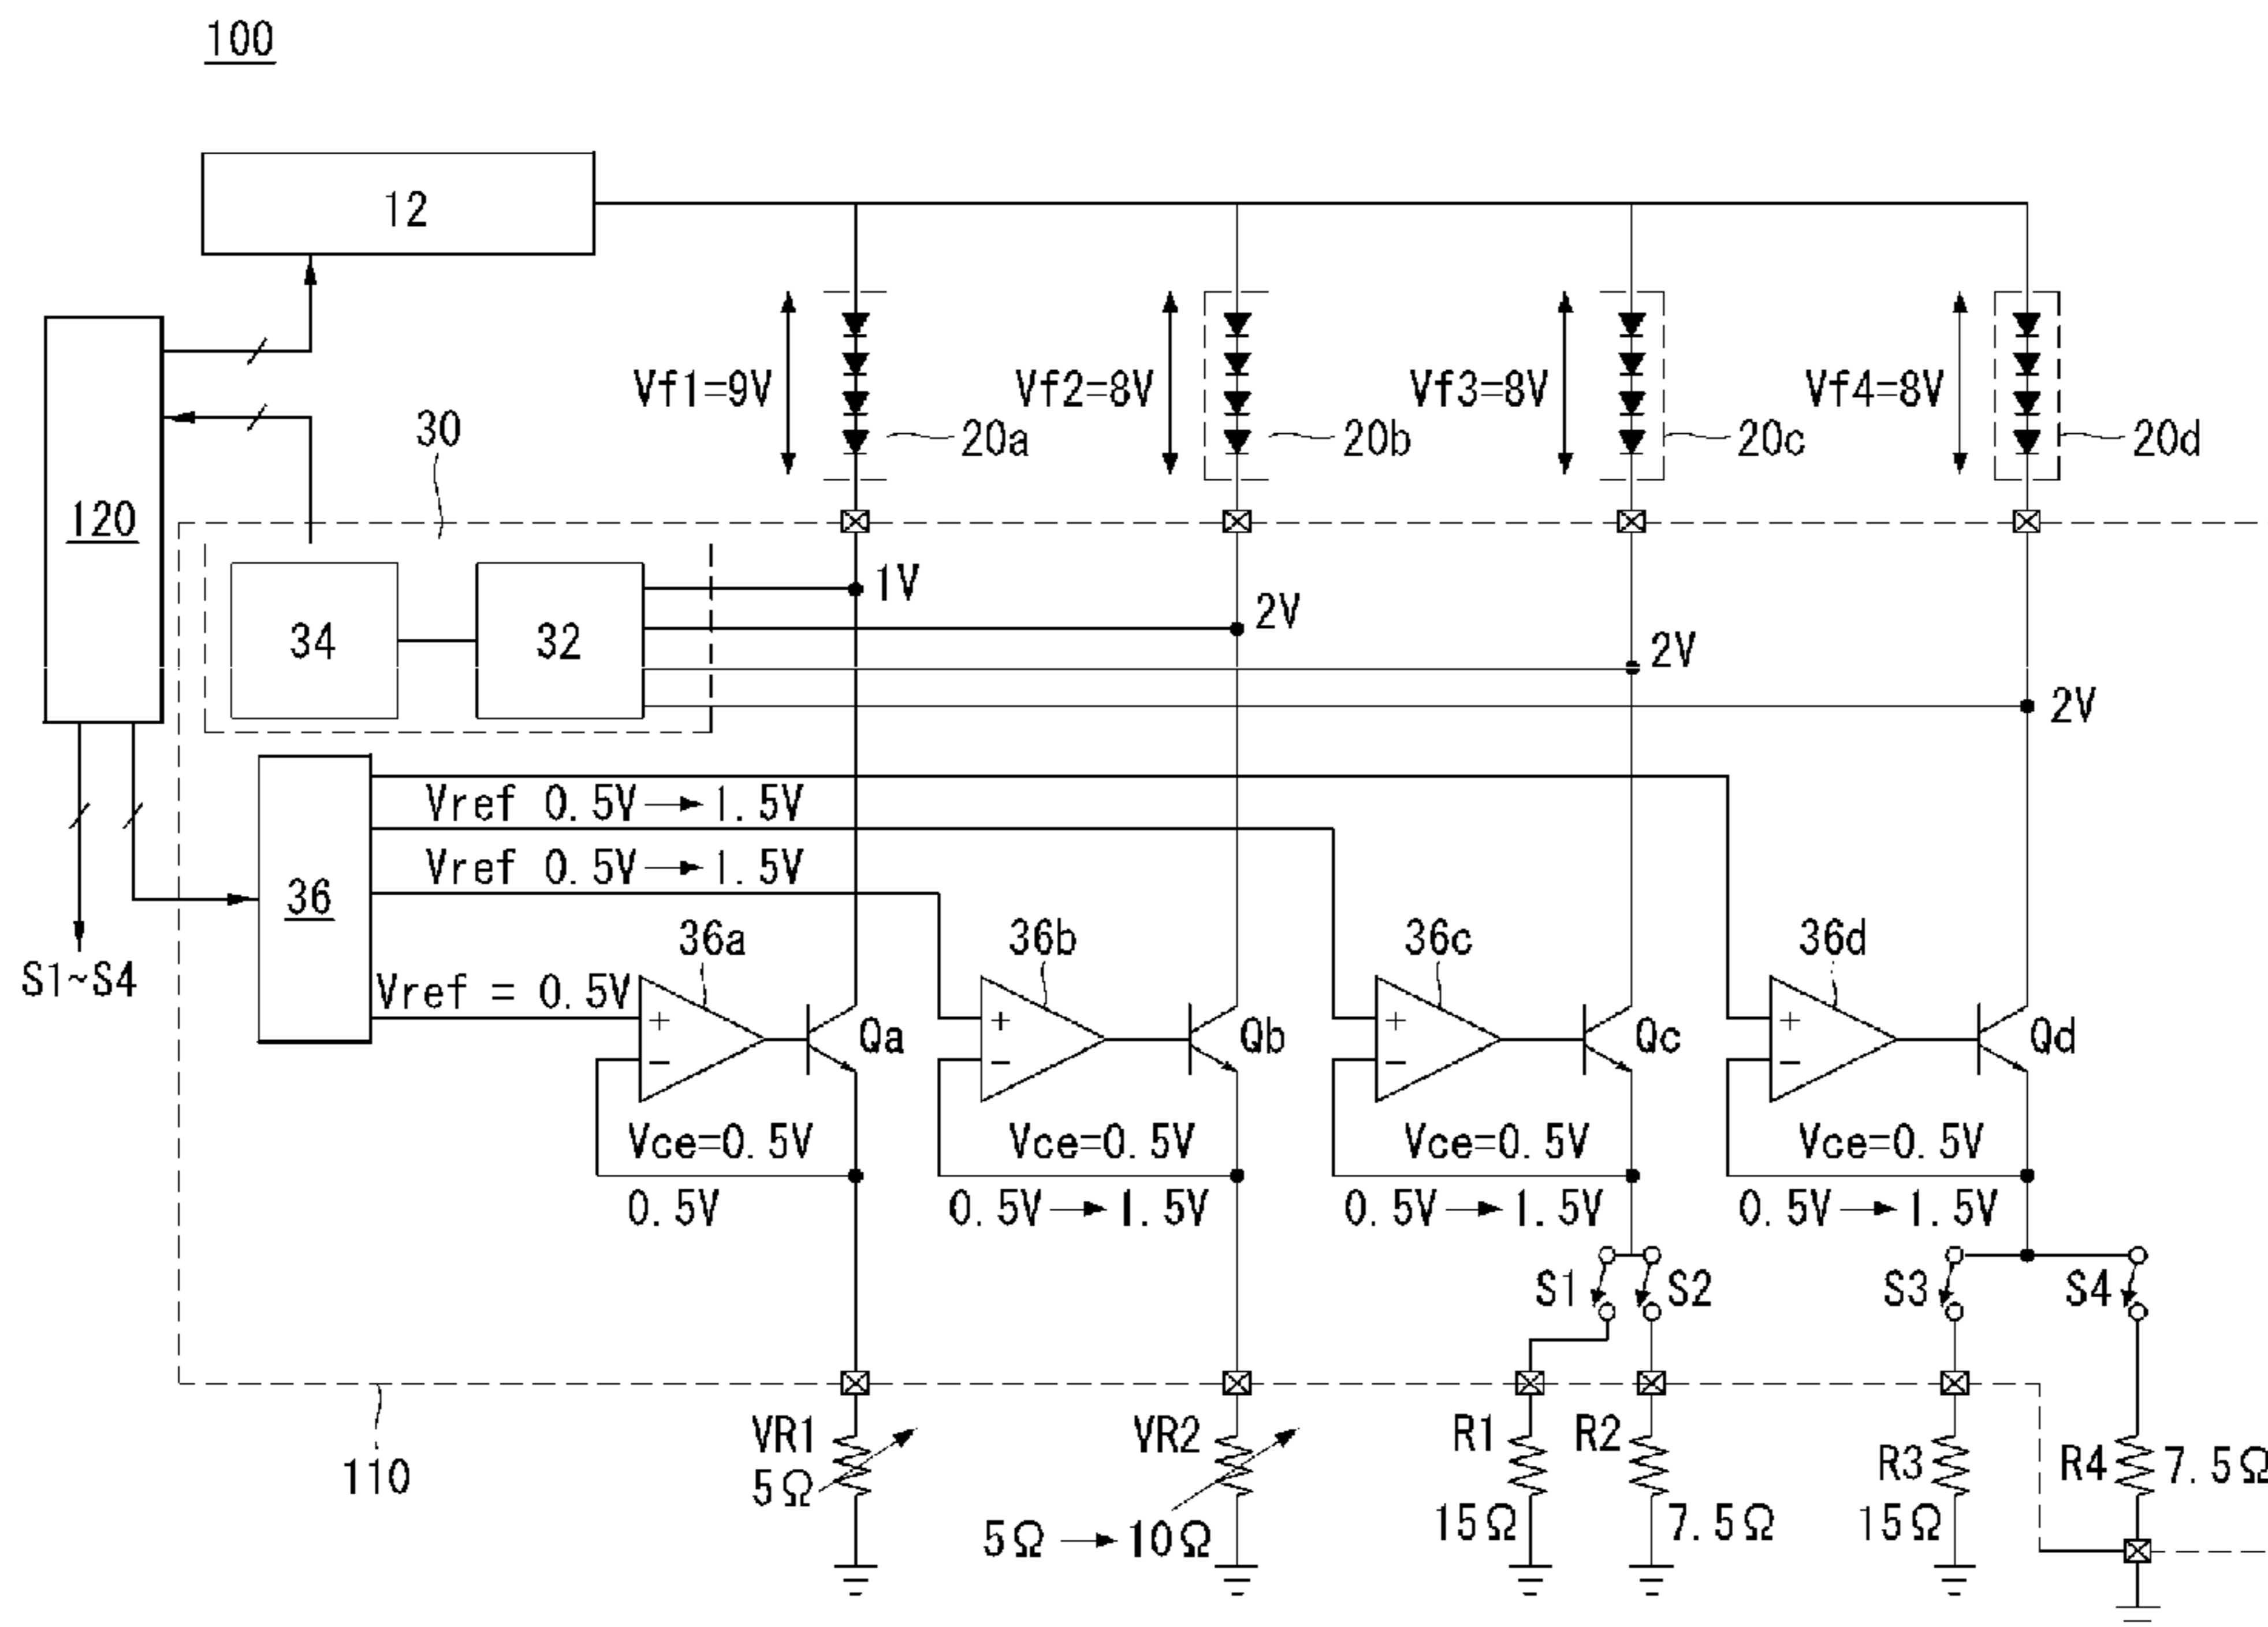 100
12
Vf1=9V
Vf2=8V
Vf3=8V
Vf4=8V
20a
20b
20c
20d
30
120
34
32
1V
2V
2V
2V
Vref 0.5V→1.5V
Vref 0.5V→1.5V
36
Vref = 0.5V
S1~S4
36a
36b
36c
36d
+
−
+
−
+
−
+
−
Qa
Qb
Qc
Qd
Vce=0.5V
Vce=0.5V
Vce=0.5V
Vce=0.5V
0.5V
0.5V→1.5V
0.5V→1.5V
0.5V→1.5V
S1
S2
S3
S4
110
VR1
5Ω
VR2
5Ω→10Ω
R1
15Ω
R2
7.5Ω
R3
15Ω
R4
7.5Ω